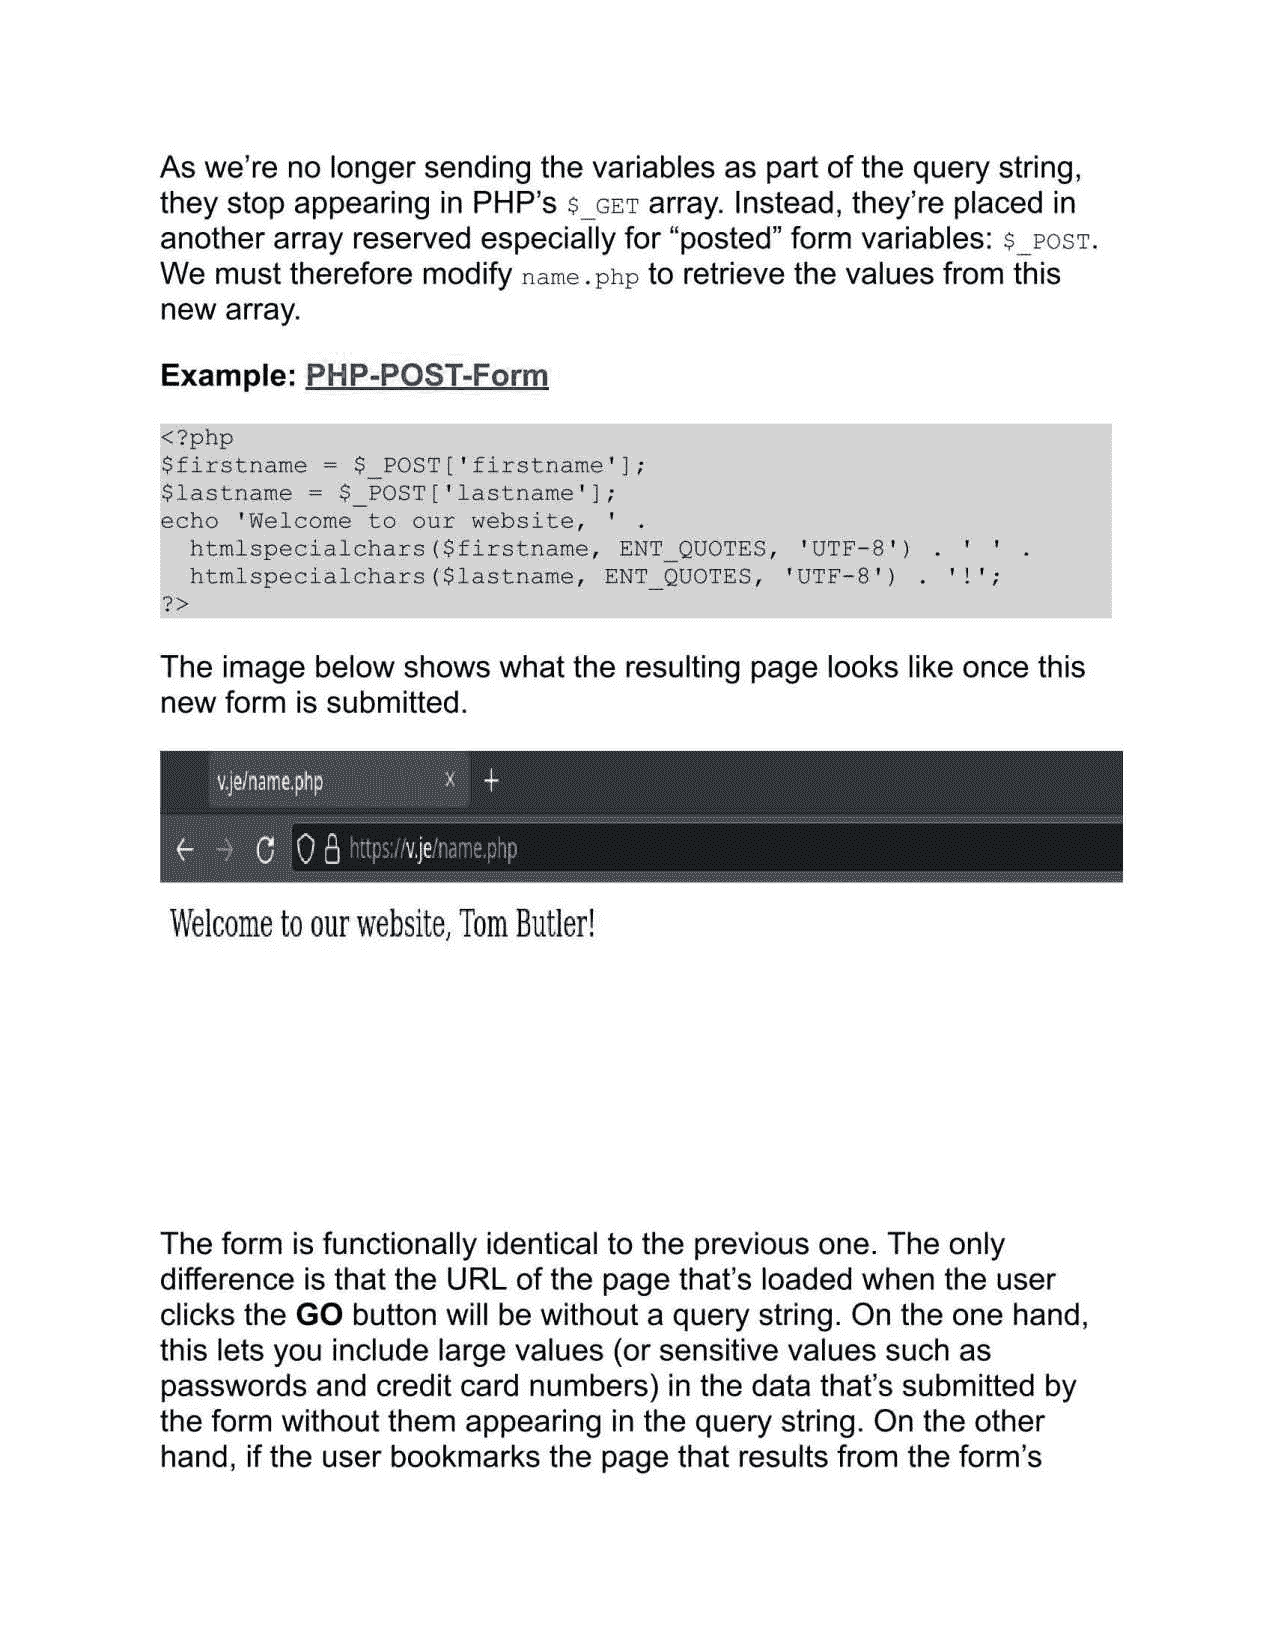 As we’re no longer sending the variables as part of the query string,
they stop appearing in PHP’s $_GET array. Instead, they’re placed in
another array reserved especially for “posted” form variables: $_POST.
We must therefore modify name.php to retrieve the values from this
new array.
Example: PHP-POST-Form
<?php
$firstname = $_POST['firstname'];
$lastname = $_POST['lastname'];
echo 'Welcome to our website, ' .
  htmlspecialchars($firstname, ENT_QUOTES, 'UTF-8') . ' ' .
  htmlspecialchars($lastname, ENT_QUOTES, 'UTF-8') . '!';
?>
The image below shows what the resulting page looks like once this
new form is submitted.
v.je/name.php
https://v.je/name.php
Welcome to our website, Tom Butler!
The form is functionally identical to the previous one. The only
difference is that the URL of the page that’s loaded when the user
clicks the GO button will be without a query string. On the one hand,
this lets you include large values (or sensitive values such as
passwords and credit card numbers) in the data that’s submitted by
the form without them appearing in the query string. On the other
hand, if the user bookmarks the page that results from the form’s